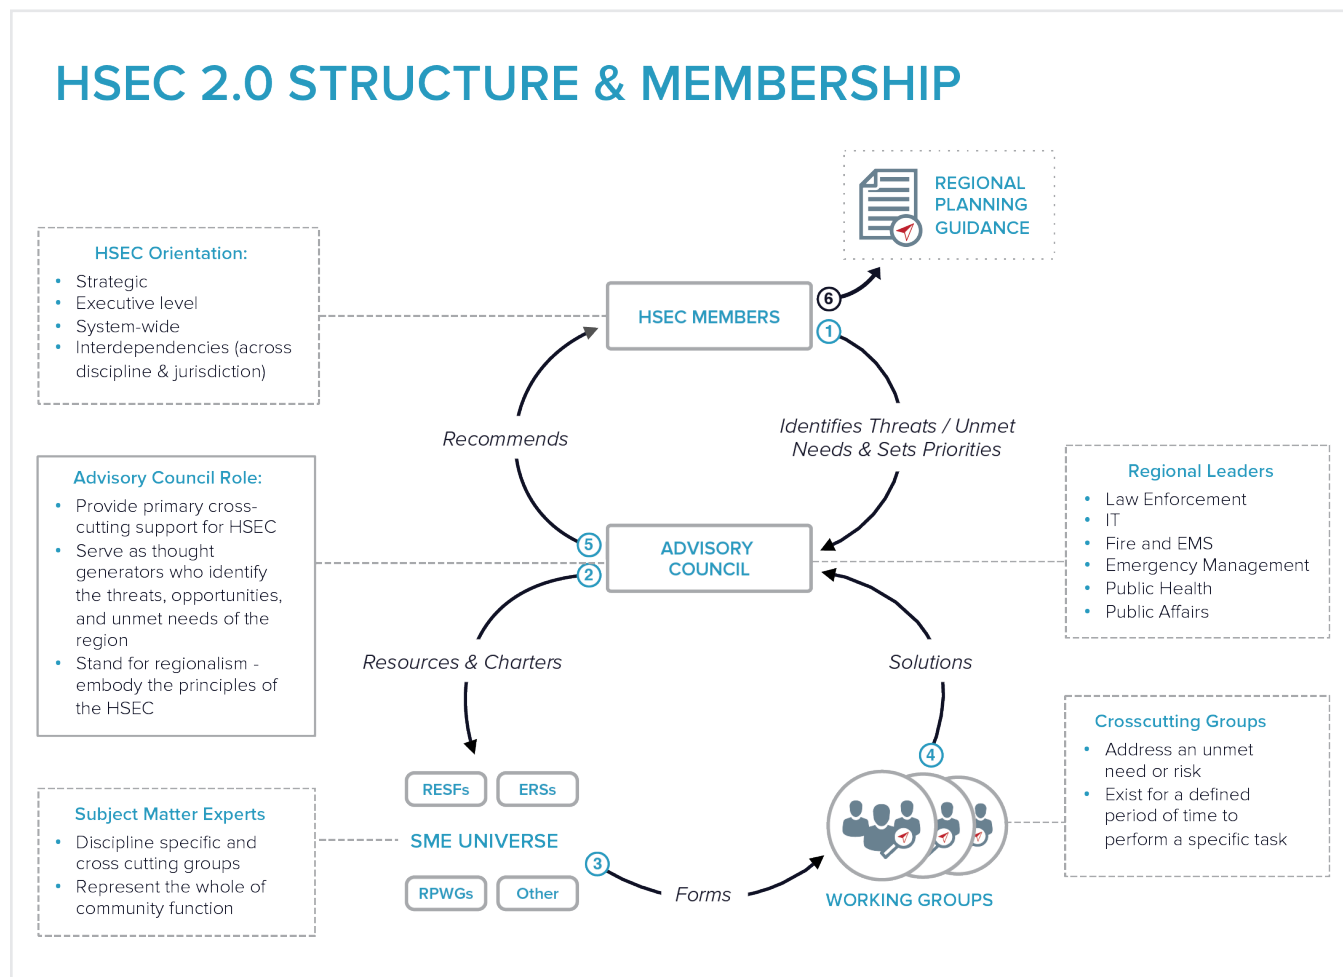 HSEC 2.0 STRUCTURE & MEMBERSHIP
REGIONAL
PLANNING
GUIDANCE
HSEC Orientation:
• Strategic
• Executive level
• System-wide
• Interdependencies (across
discipline & jurisdiction)
HSEC MEMBERS
6
1
Recommends
Identifies Threats / Unmet
Needs & Sets Priorities
Advisory Council Role:
• Provide primary cross-
cutting support for HSEC
• Serve as thought
generators who identify
the threats, opportunities,
and unmet needs of the
region
• Stand for regionalism -
embody the principles of
the HSEC
5
2
ADVISORY
COUNCIL
Regional Leaders
• Law Enforcement
• IT
• Fire and EMS
• Emergency Management
• Public Health
• Public Affairs
Resources & Charters
Solutions
4
Crosscutting Groups
• Address an unmet
need or risk
• Exist for a defined
period of time to
perform a specific task
Subject Matter Experts
• Discipline specific and
cross cutting groups
• Represent the whole of
community function
RESFs
ERSs
SME UNIVERSE
RPWGs
Other
3
Forms
WORKING GROUPS